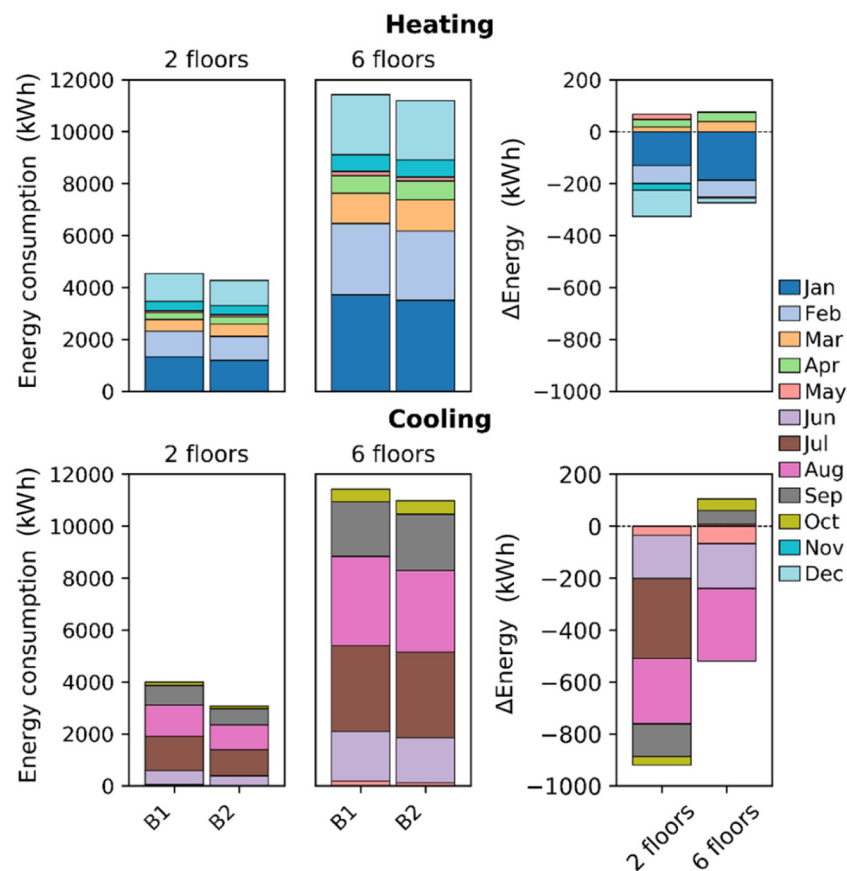 Heating
2 floors
6 floors
Energy consumption (kWh)
12000
10000
8000
6000
4000
2000
0
ΔEnergy (kWh)
200
0
−200
−400
−600
−800
−1000
Jan
Feb
Mar
Apr
May
Jun
Jul
Aug
Sep
Oct
Nov
Dec
Cooling
2 floors
6 floors
Energy consumption (kWh)
12000
10000
8000
6000
4000
2000
0
B1
B2
B1
B2
ΔEnergy (kWh)
200
0
−200
−400
−600
−800
−1000
2 floors
6 floors